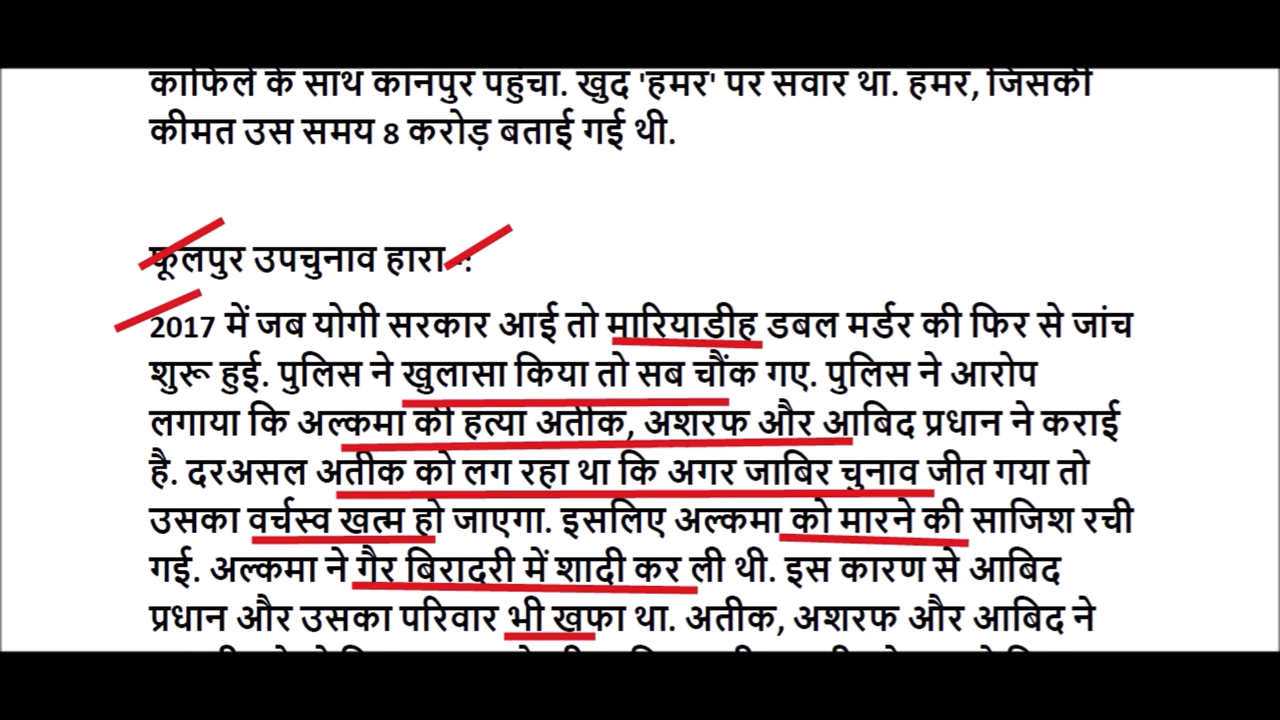 काफिले के साथ कानपुर पहुंचा. खुद 'हमर' पर सवार था. हमर, जिसकी
कीमत उस समय 8 करोड़ बताई गई थी.
फूलपुर उपचुनाव हारा -:
2017 में जब योगी सरकार आई तो मारियाडीह डबल मर्डर की फिर से जांच
शुरू हुई. पुलिस ने खुलासा किया तो सब चौंक गए. पुलिस ने आरोप
लगाया कि अल्कमा की हत्या अतीक, अशरफ और आबिद प्रधान ने कराई
है. दरअसल अतीक को लग रहा था कि अगर जाबिर चुनाव जीत गया तो
उसका वर्चस्व खत्म हो जाएगा. इसलिए अल्कमा को मारने की साजिश रची
गई. अल्कमा ने गैर बिरादरी में शादी कर ली थी. इस कारण से आबिद
प्रधान और उसका परिवार भी खफा था. अतीक, अशरफ और आबिद ने